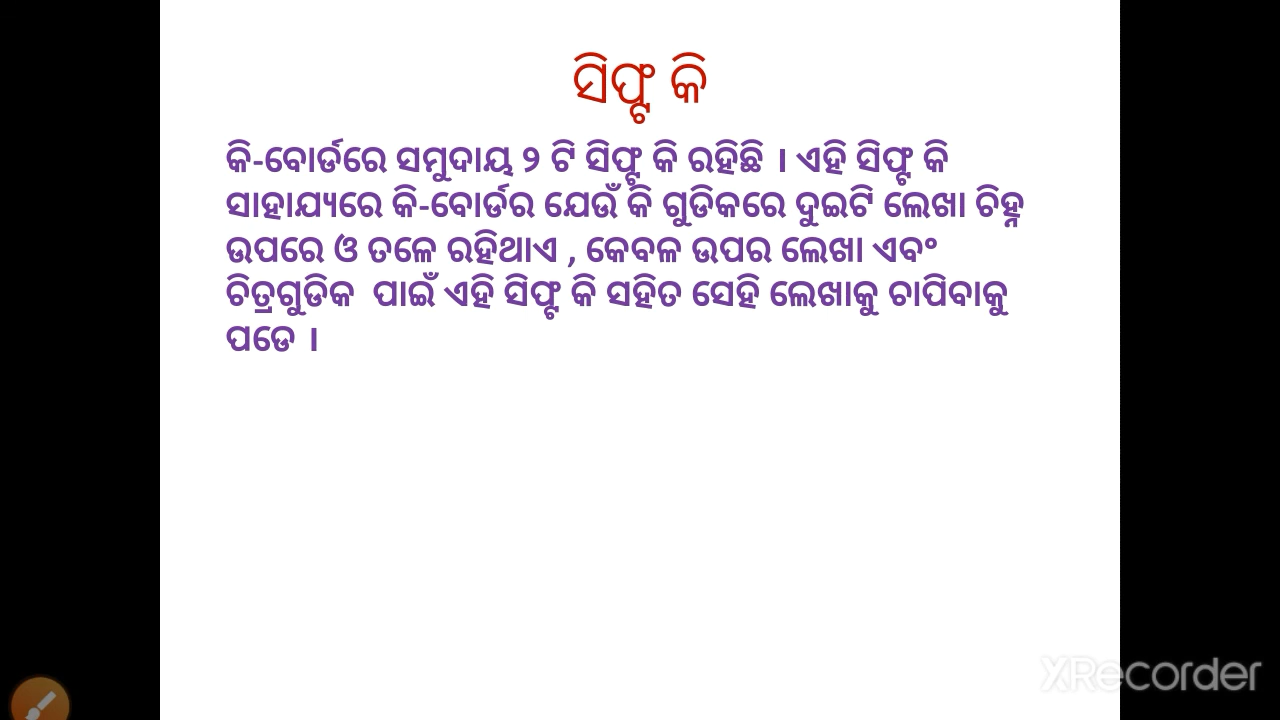 ସିଫ୍ଟ କି
କି-ବୋର୍ଡରେ ସମୁଦାୟ ୨ ଟି ସିଫ୍ଟ କି ରହିଛି । ଏହି ସିଫ୍ଟ କି
ସାହାଯ୍ୟରେ କି-ବୋର୍ଡର ଯେଉଁ କି ଗୁଡିକରେ ଦୁଇଟି ଲେଖା ଚିହ୍ନ
ଉପରେ ଓ ତଳେ ରହିଥାଏ , କେବଳ ଉପର ଲେଖା ଏବଂ
ଚିତ୍ରଗୁଡିକ ପାଇଁ ଏହି ସିଫ୍ଟ କି ସହିତ ସେହି ଲେଖାକୁ ଚାପିବାକୁ
ପଡେ ।
XRecorder